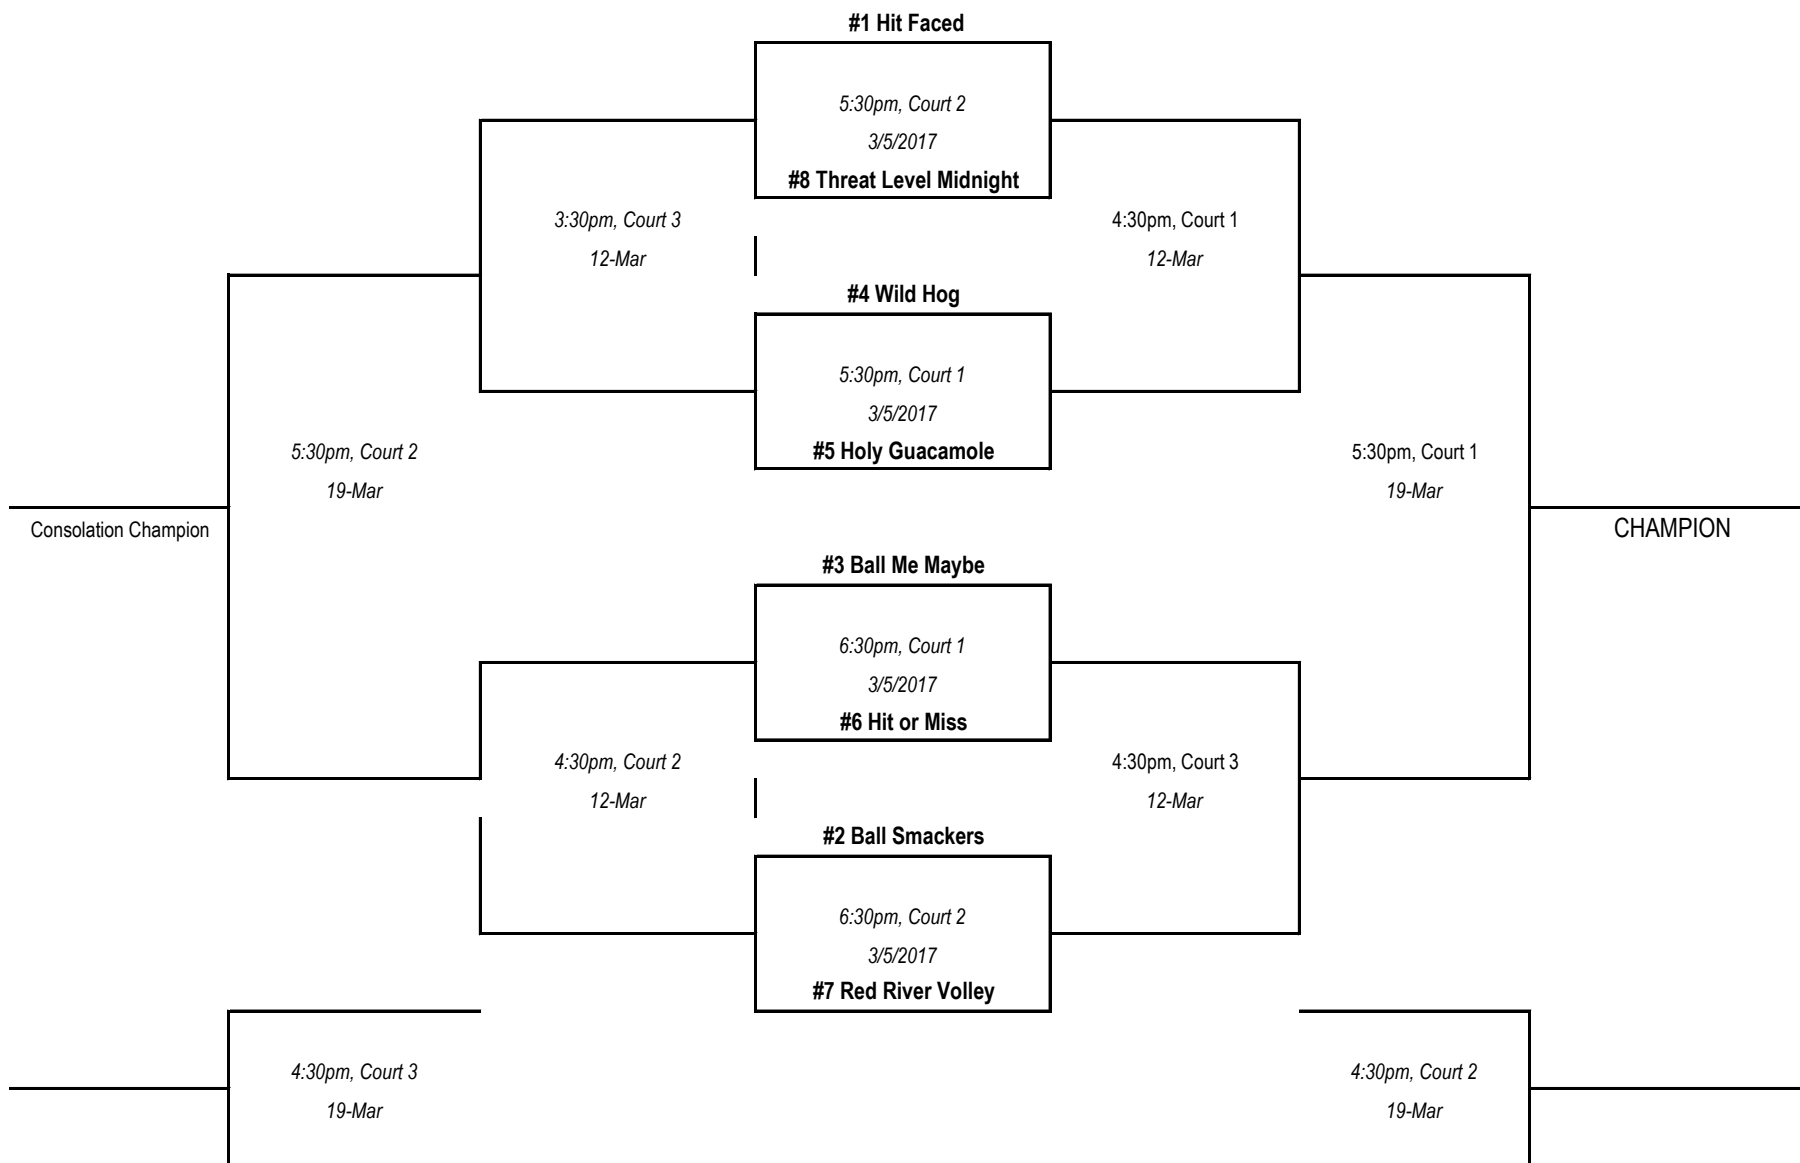 #1 Hit Faced
5:30pm, Court 2
3/5/2017
#8 Threat Level Midnight
3:30pm, Court 3
12-Mar
4:30pm, Court 1
12-Mar
#4 Wild Hog
5:30pm, Court 1
3/5/2017
#5 Holy Guacamole
5:30pm, Court 2
19-Mar
5:30pm, Court 1
19-Mar
Consolation Champion
CHAMPION
#3 Ball Me Maybe
6:30pm, Court 1
3/5/2017
#6 Hit or Miss
4:30pm, Court 2
12-Mar
4:30pm, Court 3
12-Mar
#2 Ball Smackers
6:30pm, Court 2
3/5/2017
#7 Red River Volley
4:30pm, Court 3
19-Mar
4:30pm, Court 2
19-Mar